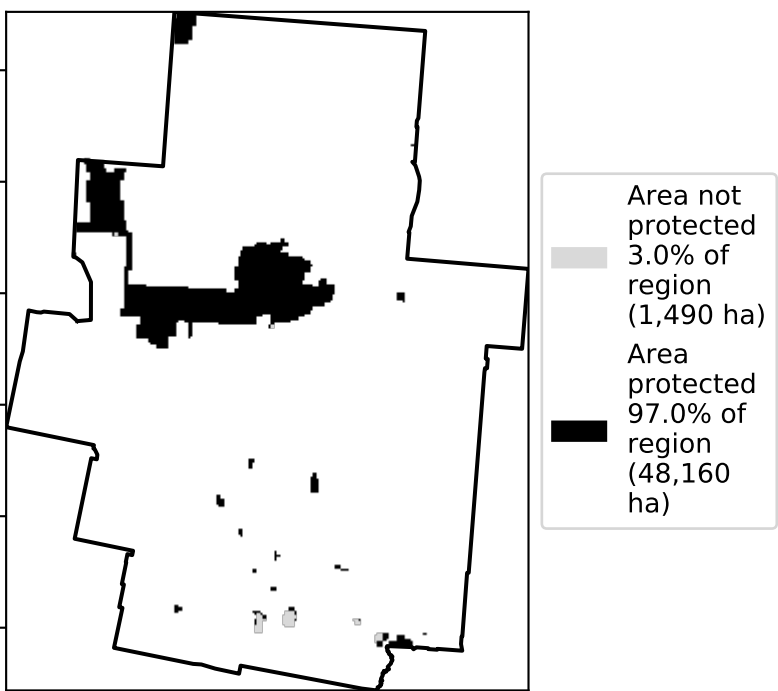 Area not
protected
3.0% of
region
(1,490 ha)
Area
protected
97.0% of
region
(48,160
ha)